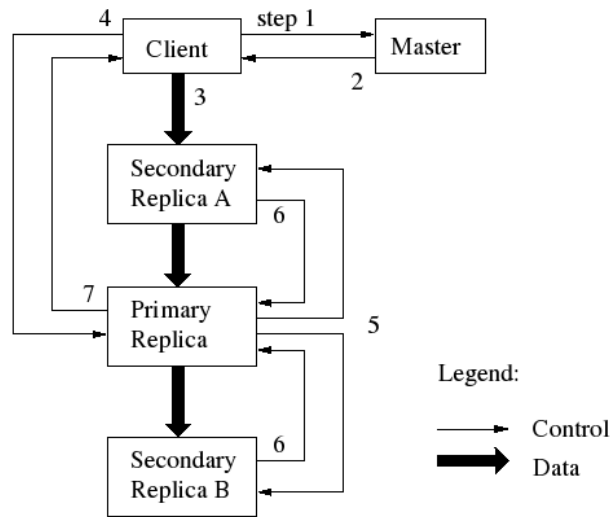 4
step 1
Client
Master
2
3
Secondary
Replica A
6
7
Primary
Replica
5
Legend:
6
Control
Secondary
Replica B
Data